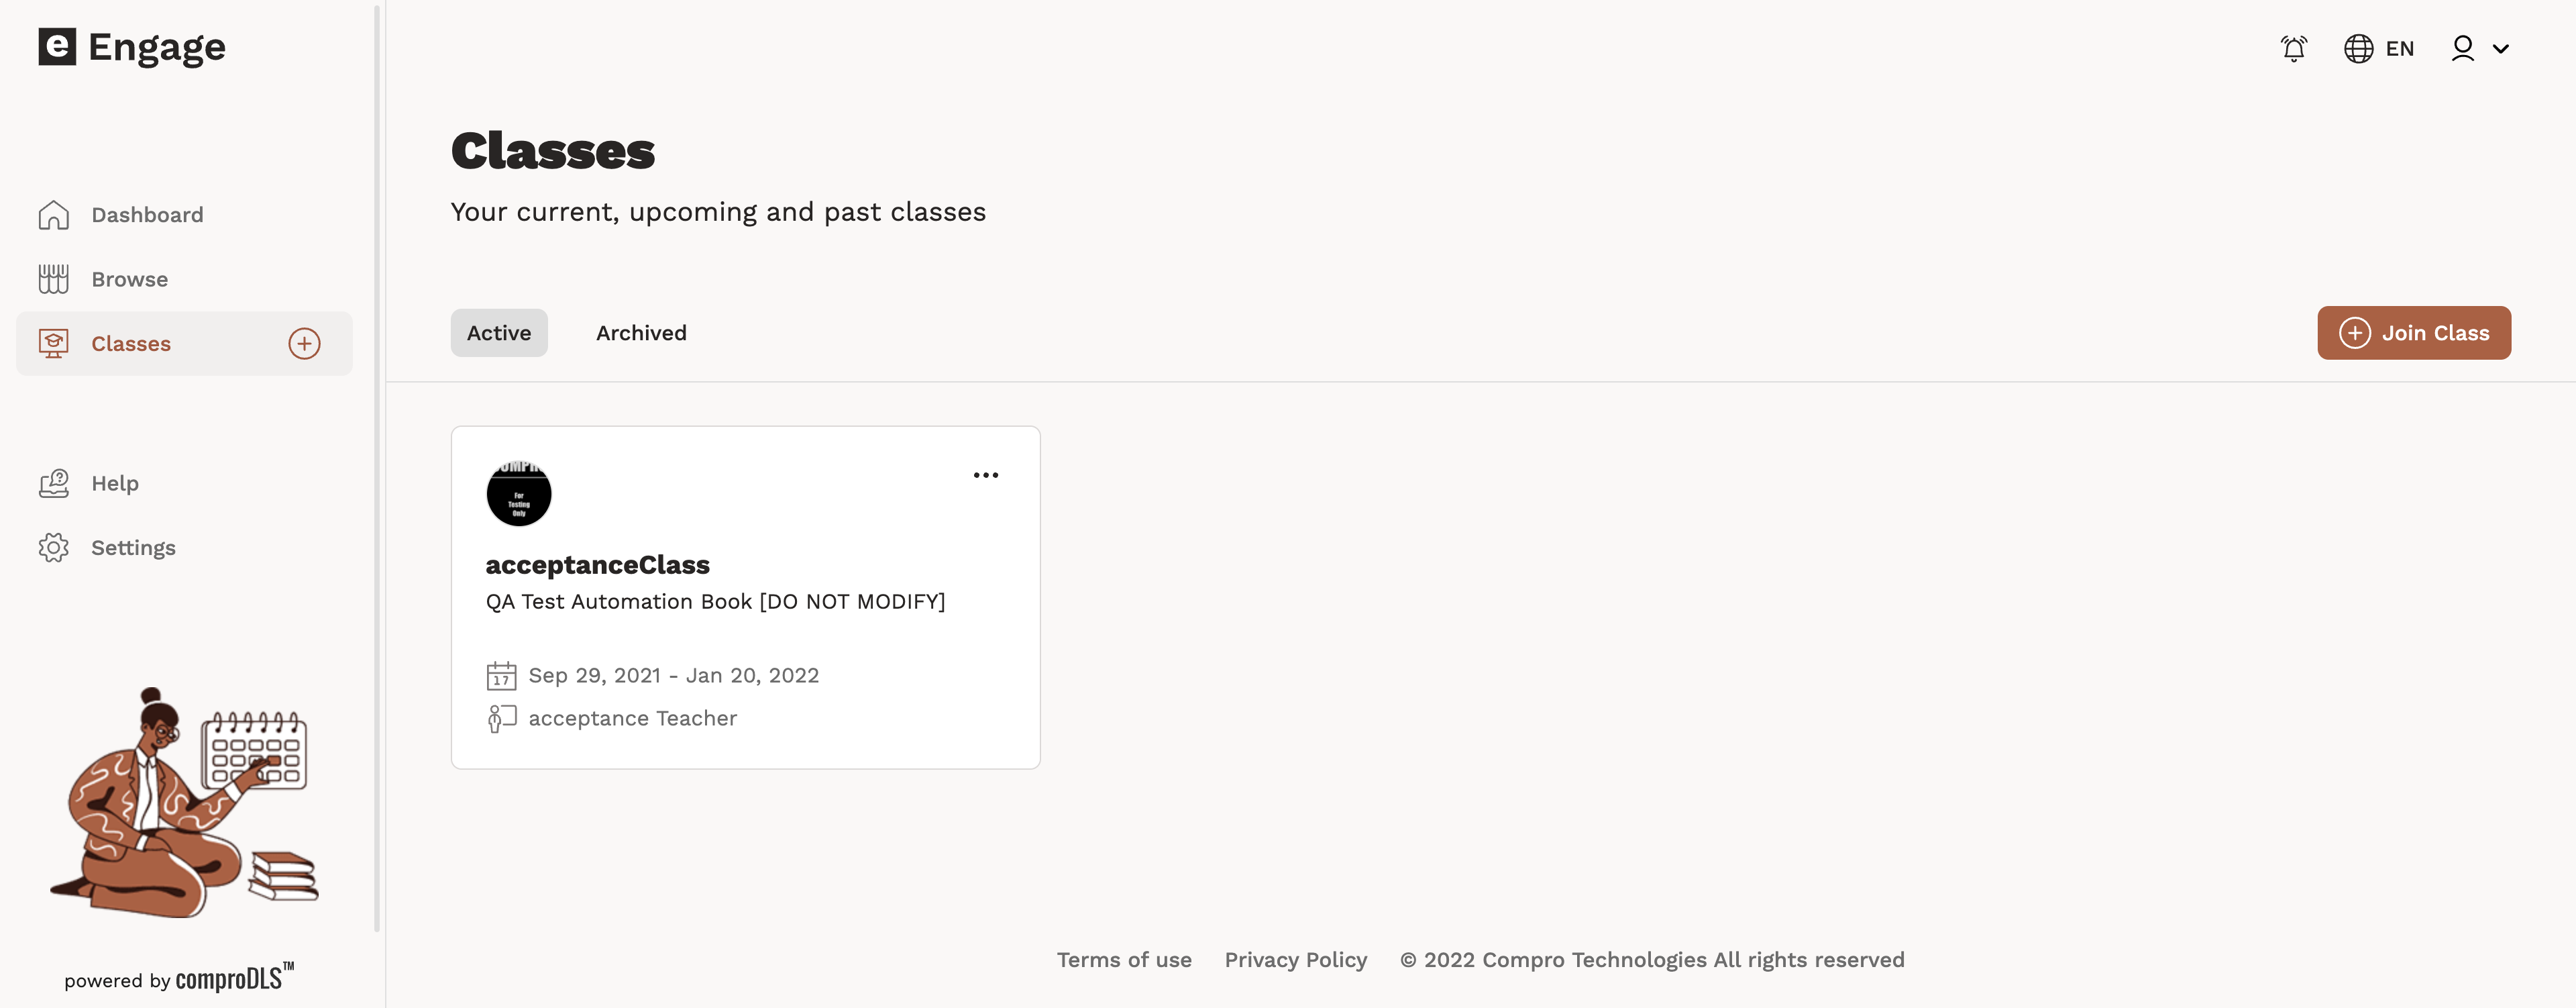 e Engage
EN
Dashboard
Browse
Classes
Help
Settings
powered by comproDLS™
Classes
Your current, upcoming and past classes
Active
Archived
Join Class
For
Testing
Only
acceptanceClass
QA Test Automation Book [DO NOT MODIFY]
17
Sep 29, 2021 - Jan 20, 2022
acceptance Teacher
Terms of use
Privacy Policy
© 2022 Compro Technologies All rights reserved